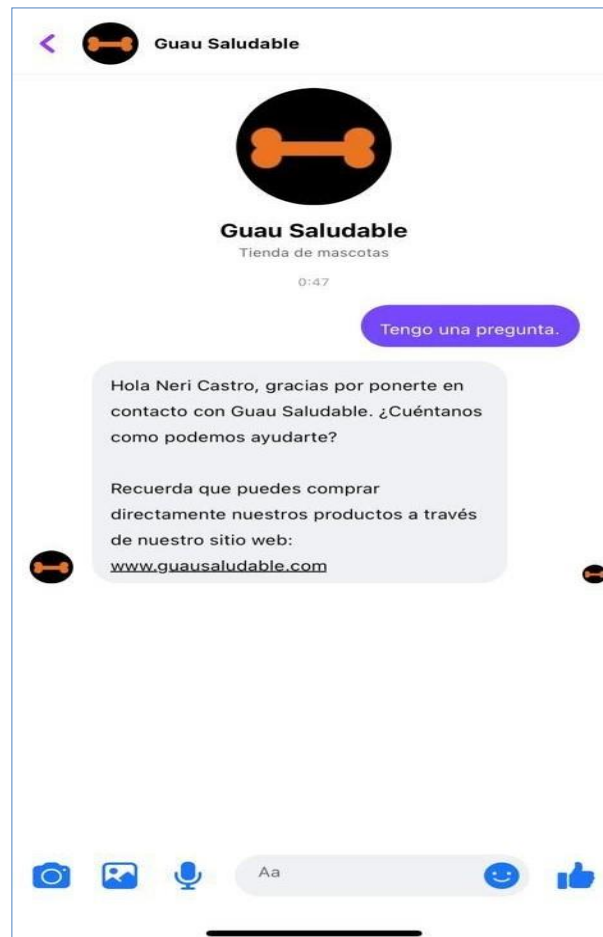 Guau Saludable
Guau Saludable
Tienda de mascotas
0:47
Tengo una pregunta.
Hola Neri Castro, gracias por ponerte en
contacto con Guau Saludable. ¿Cuéntanos
como podemos ayudarte?
Recuerda que puedes comprar
directamente nuestros productos a través
de nuestro sitio web:
www.guausaludable.com
Aa